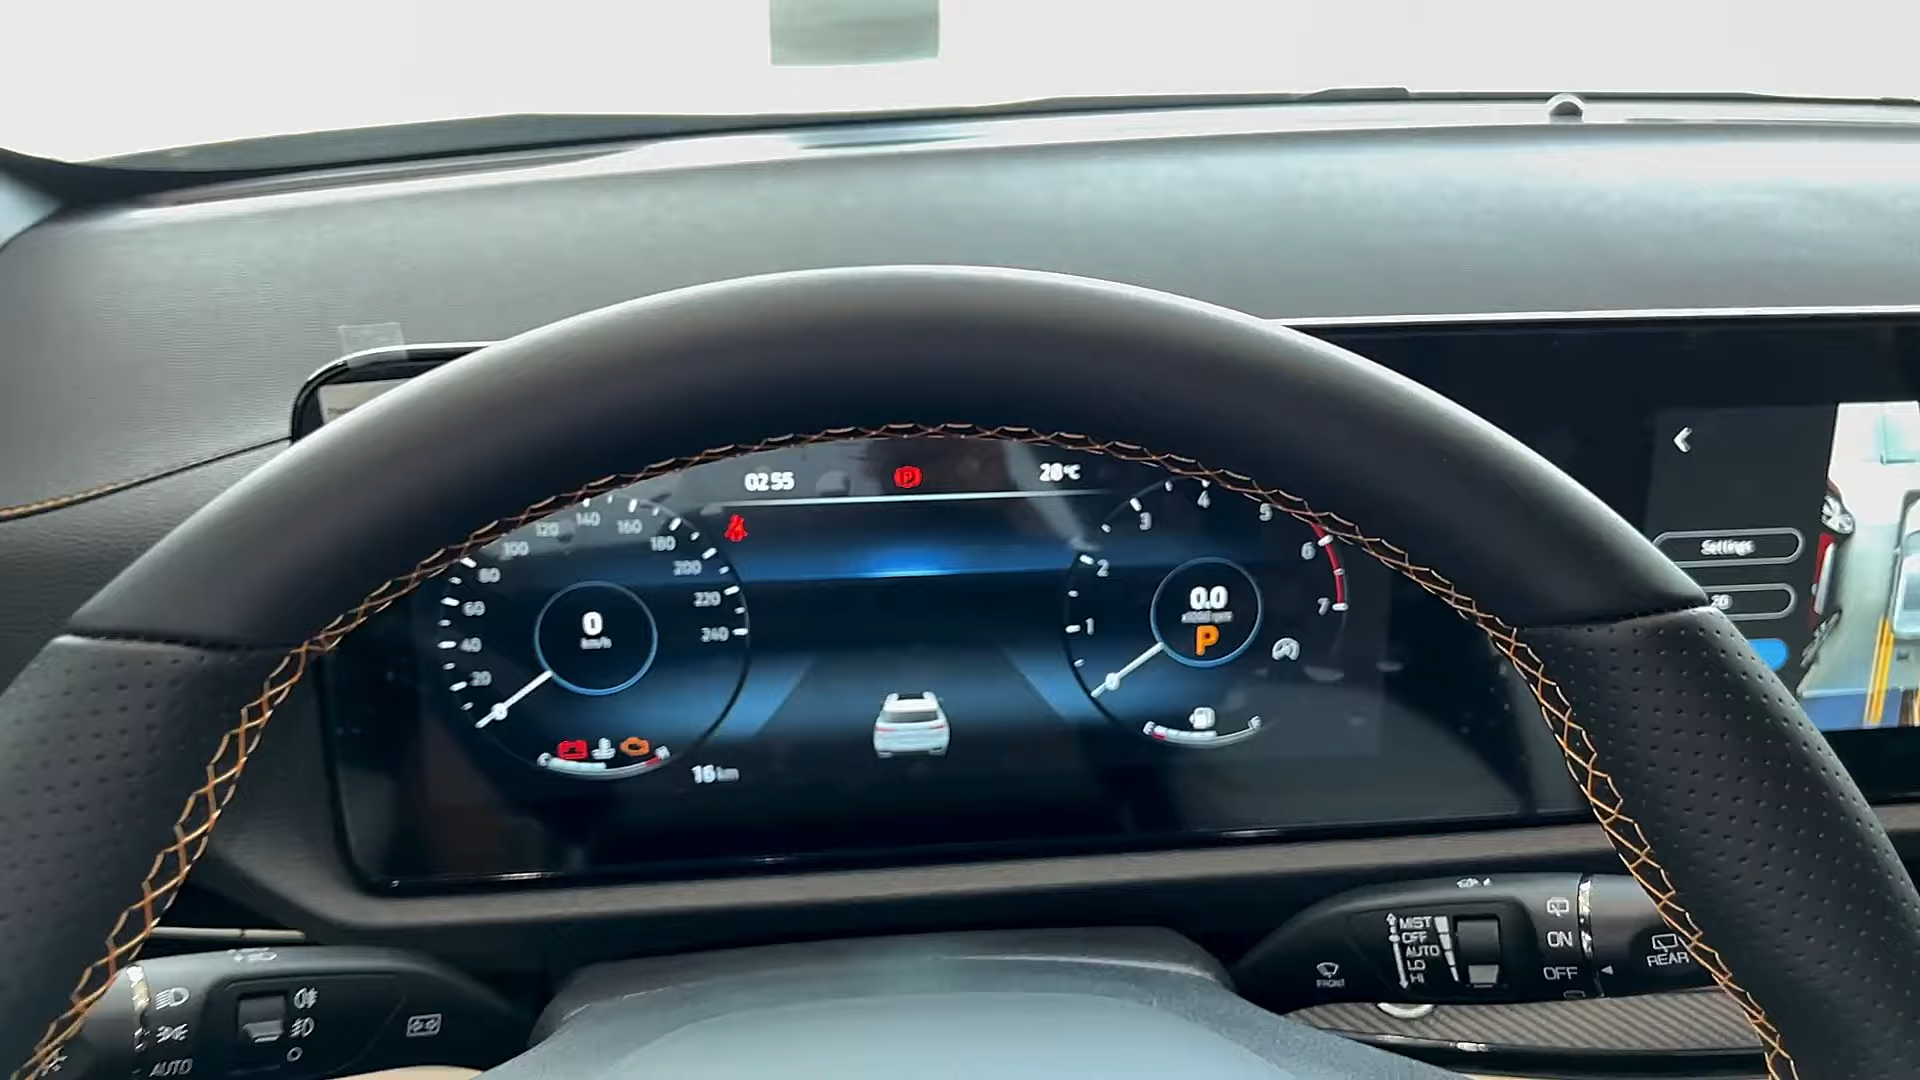 02:55
28°C
20
40
60
80
100
120
140
160
180
200
220
240
0
km/h
1
2
3
4
5
6
7
0.0
P
C
H
E
F
16 km
Settings
MIST
OFF
AUTO
LO
HI
FRONT
ON
OFF
REAR
AUTO